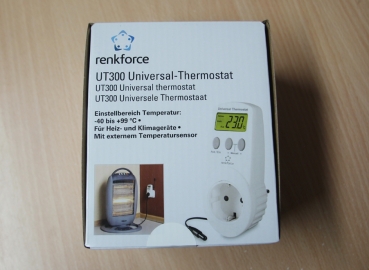 renkforce
UT300 Universal-Thermostat
UT300 Universal thermostat
UT300 Universele Thermostaat
Einstellbereich Temperatur:
-40 bis +99 °C •
Für Heiz- und Klimageräte •
Mit externem Temperatursensor
23.0
renkforce